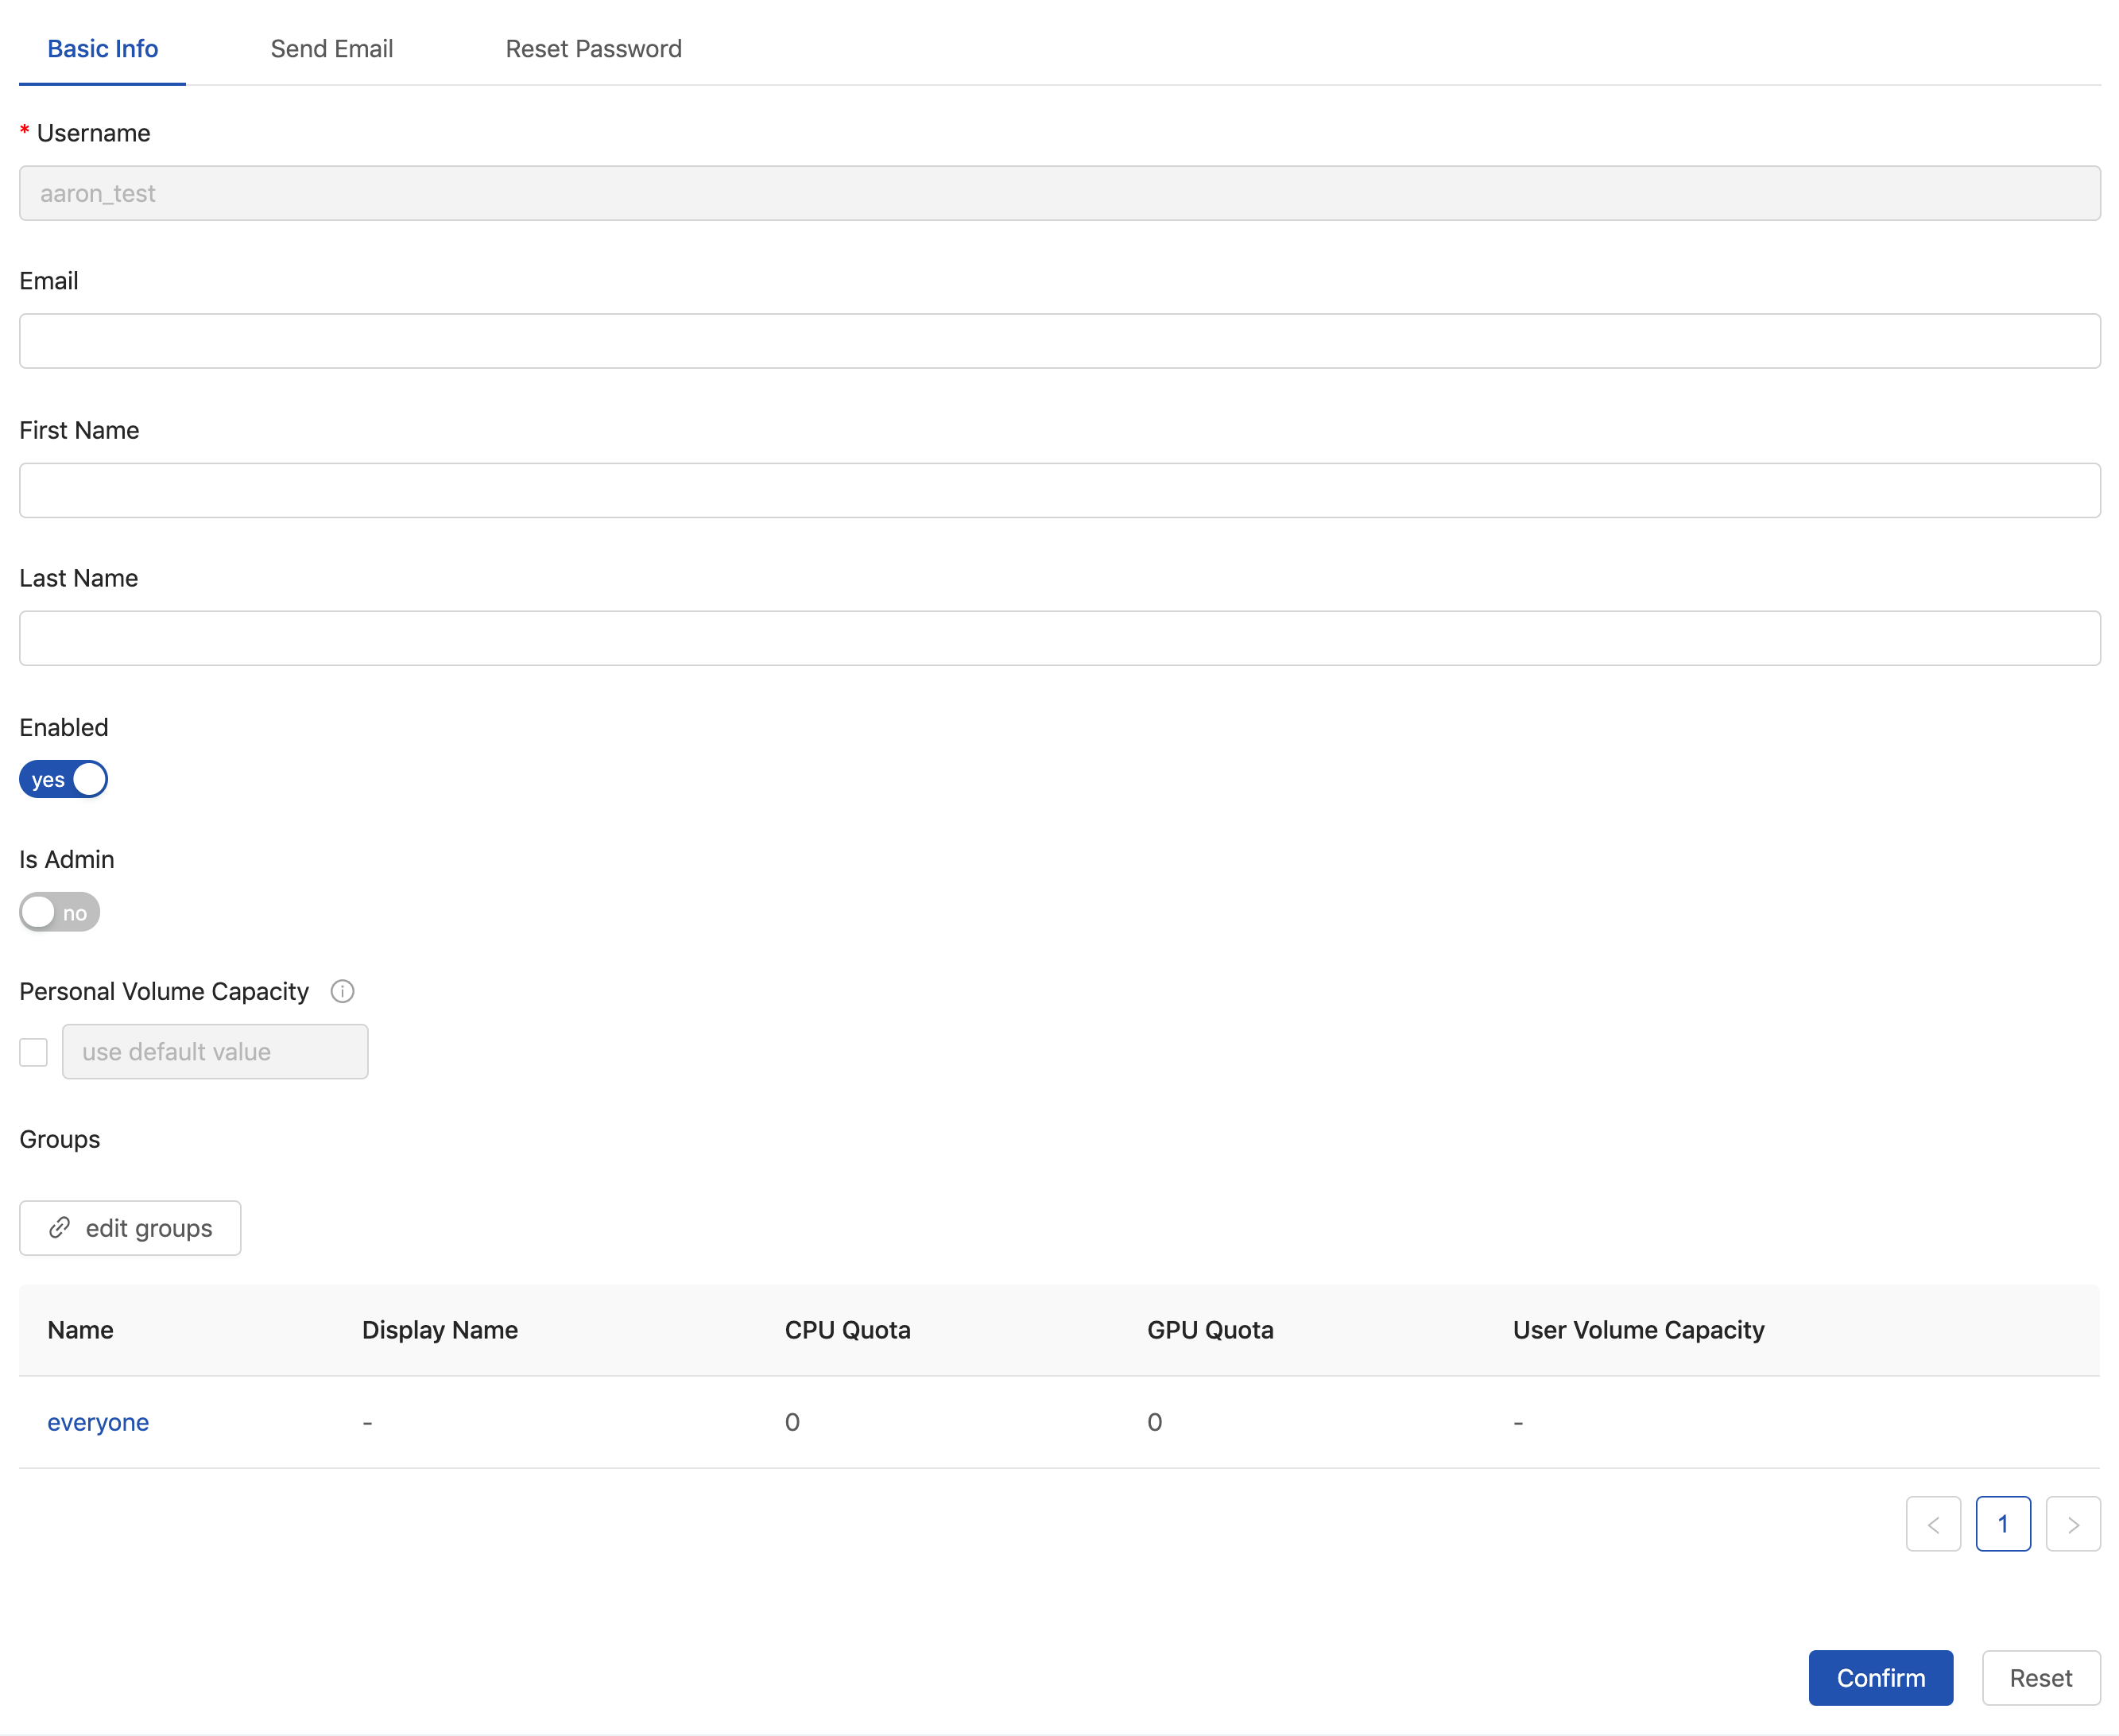 Basic Info Send Email Reset Password
* Username
aaron_test
Email
First Name
Last Name
Enabled
yes
Is Admin
no
Personal Volume Capacity
use default value
Groups
edit groups
Name Display Name CPU Quota GPU Quota User Volume Capacity
everyone - 0 0 -
< 1 >
Confirm Reset